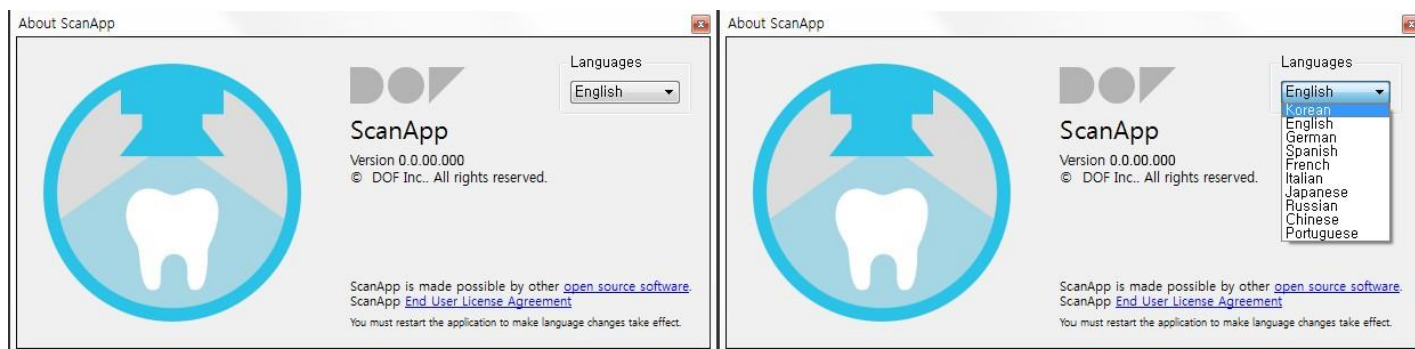 About ScanApp
Languages
English
DOF
ScanApp
Version 0.0.00.000
© DOF Inc.. All rights reserved.
ScanApp is made possible by other open source software.
ScanApp End User License Agreement
You must restart the application to make language changes take effect.
About ScanApp
Languages
English
Korean
English
German
Spanish
French
Italian
Japanese
Russian
Chinese
Portuguese
DOF
ScanApp
Version 0.0.00.000
© DOF Inc.. All rights reserved.
ScanApp is made possible by other open source software.
ScanApp End User License Agreement
You must restart the application to make language changes take effect.